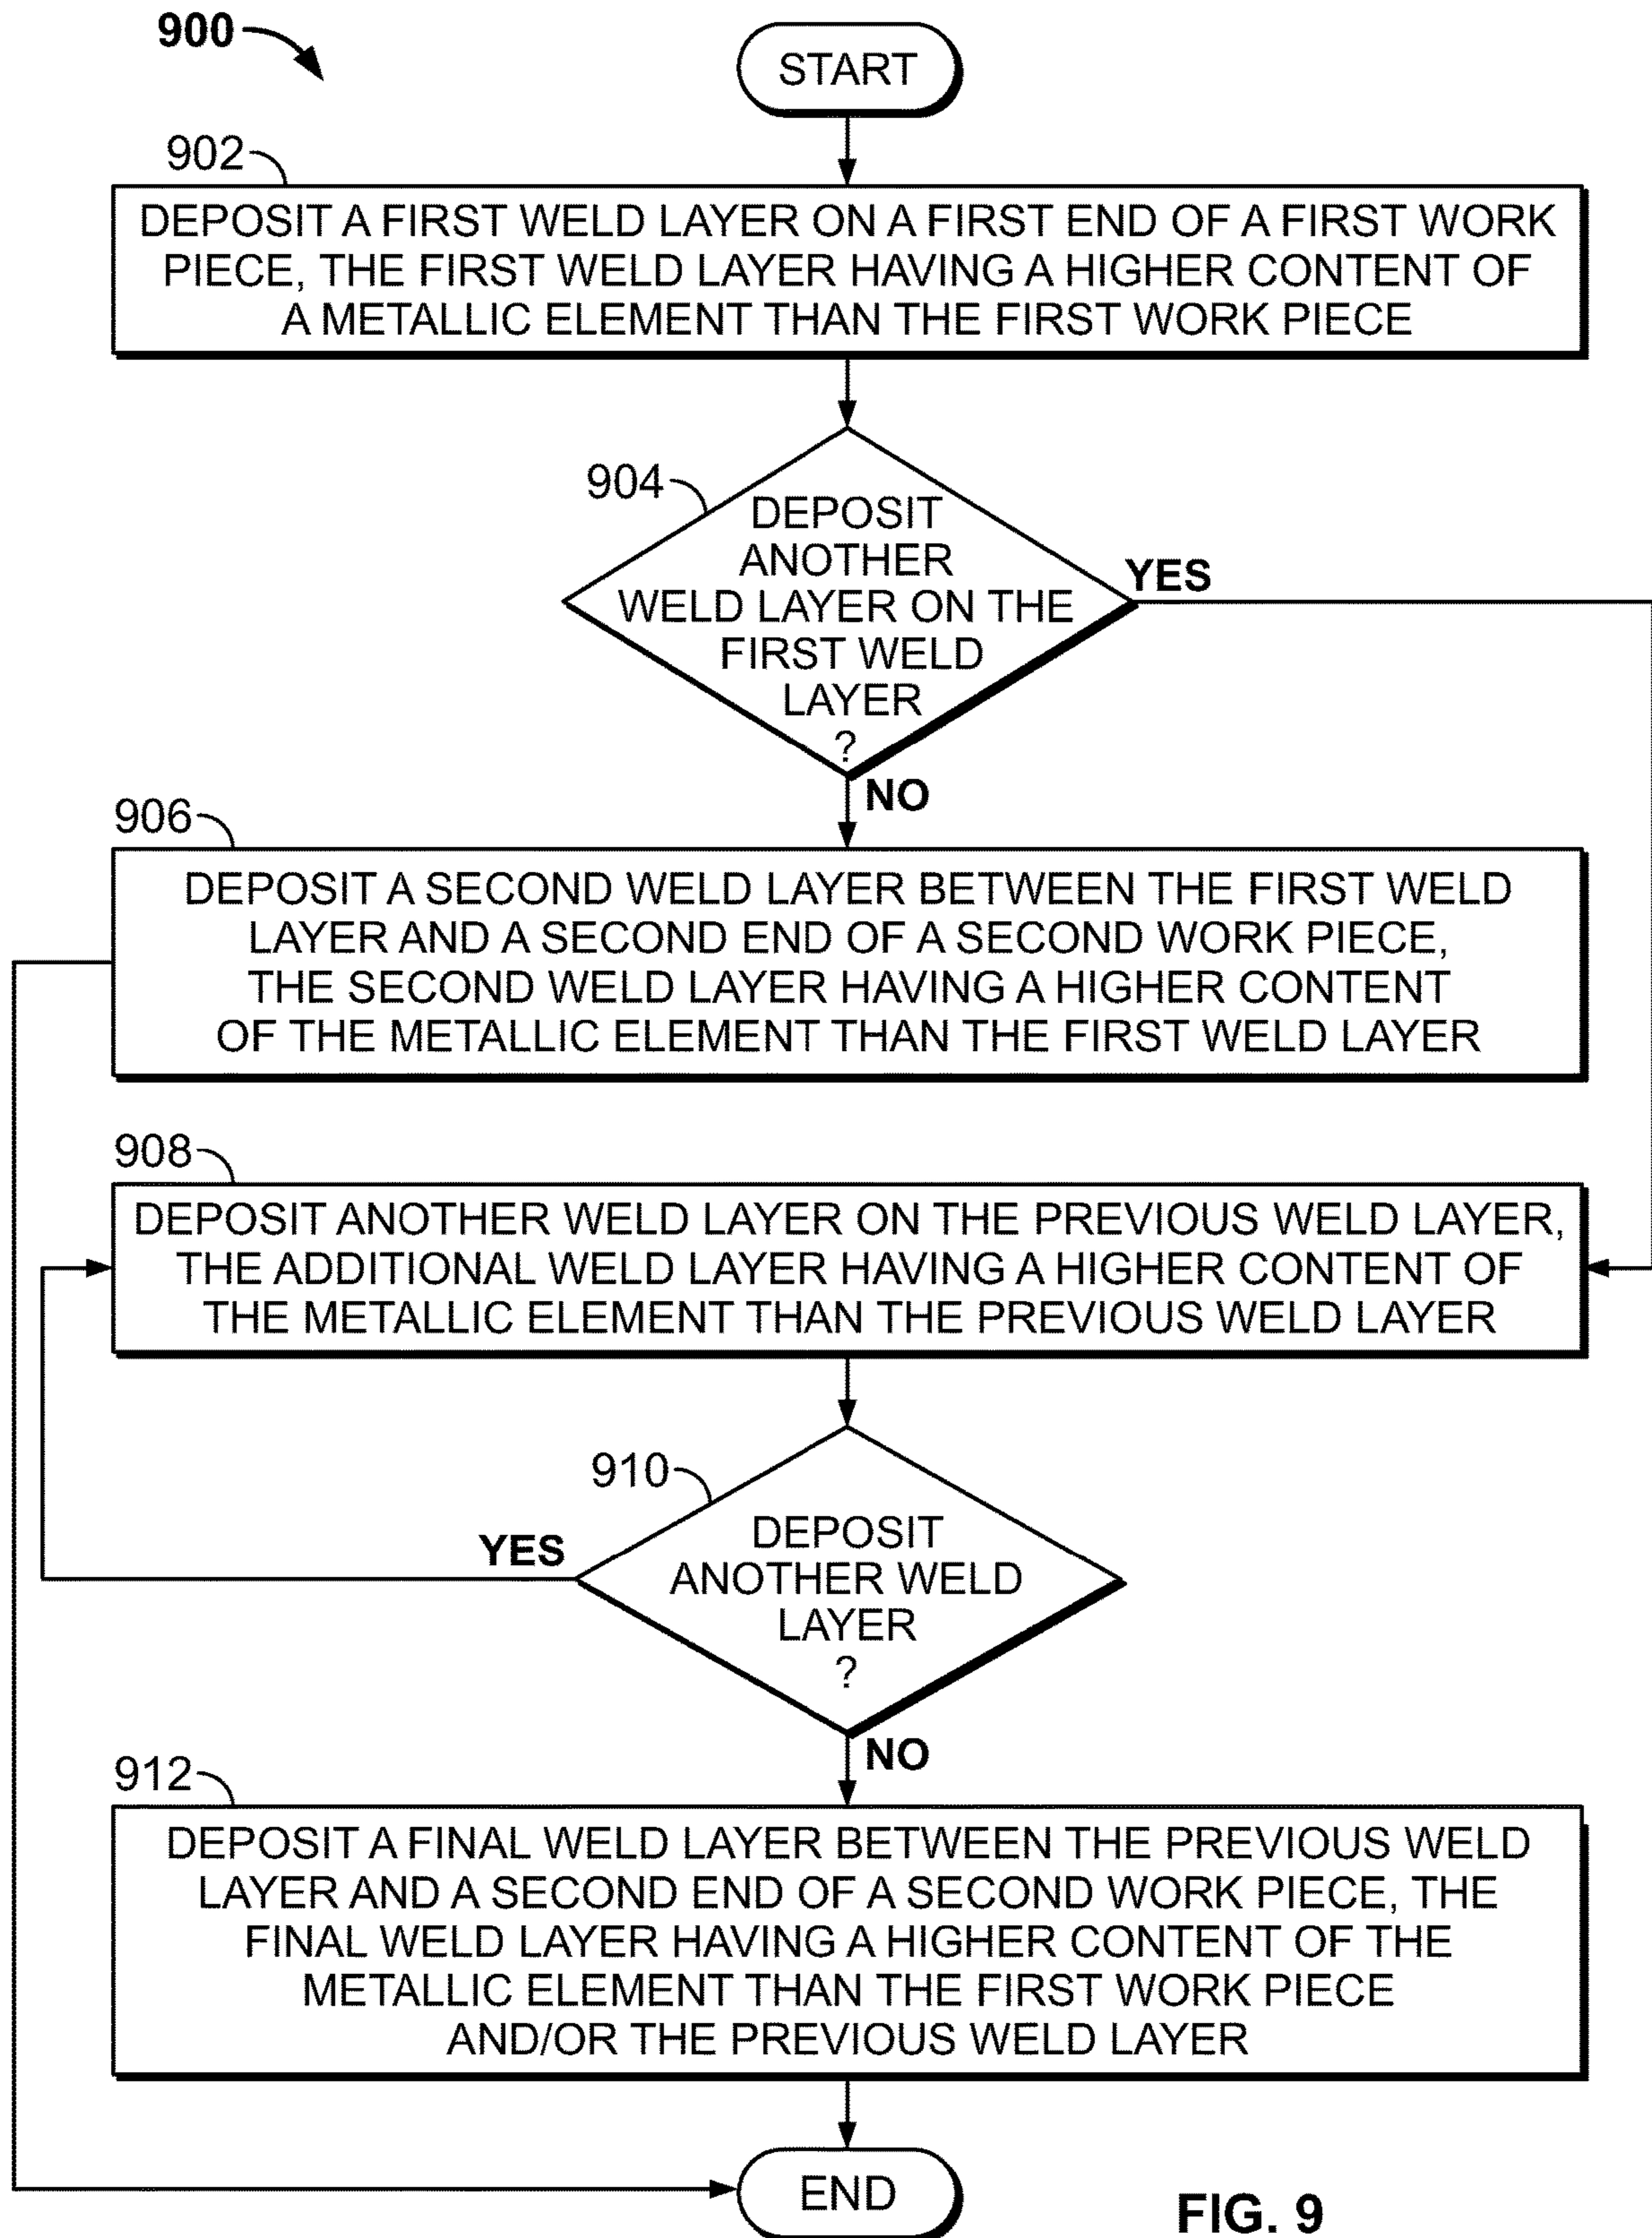 900
START
902
DEPOSIT A FIRST WELD LAYER ON A FIRST END OF A FIRST WORK
PIECE, THE FIRST WELD LAYER HAVING A HIGHER CONTENT OF
A METALLIC ELEMENT THAN THE FIRST WORK PIECE
904
DEPOSIT
ANOTHER
WELD LAYER ON THE
FIRST WELD
LAYER
?
YES
NO
906
DEPOSIT A SECOND WELD LAYER BETWEEN THE FIRST WELD
LAYER AND A SECOND END OF A SECOND WORK PIECE,
THE SECOND WELD LAYER HAVING A HIGHER CONTENT
OF THE METALLIC ELEMENT THAN THE FIRST WELD LAYER
908
DEPOSIT ANOTHER WELD LAYER ON THE PREVIOUS WELD LAYER,
THE ADDITIONAL WELD LAYER HAVING A HIGHER CONTENT OF
THE METALLIC ELEMENT THAN THE PREVIOUS WELD LAYER
910
YES
DEPOSIT
ANOTHER WELD
LAYER
?
NO
912
DEPOSIT A FINAL WELD LAYER BETWEEN THE PREVIOUS WELD
LAYER AND A SECOND END OF A SECOND WORK PIECE, THE
FINAL WELD LAYER HAVING A HIGHER CONTENT OF THE
METALLIC ELEMENT THAN THE FIRST WORK PIECE
AND/OR THE PREVIOUS WELD LAYER
END
FIG. 9